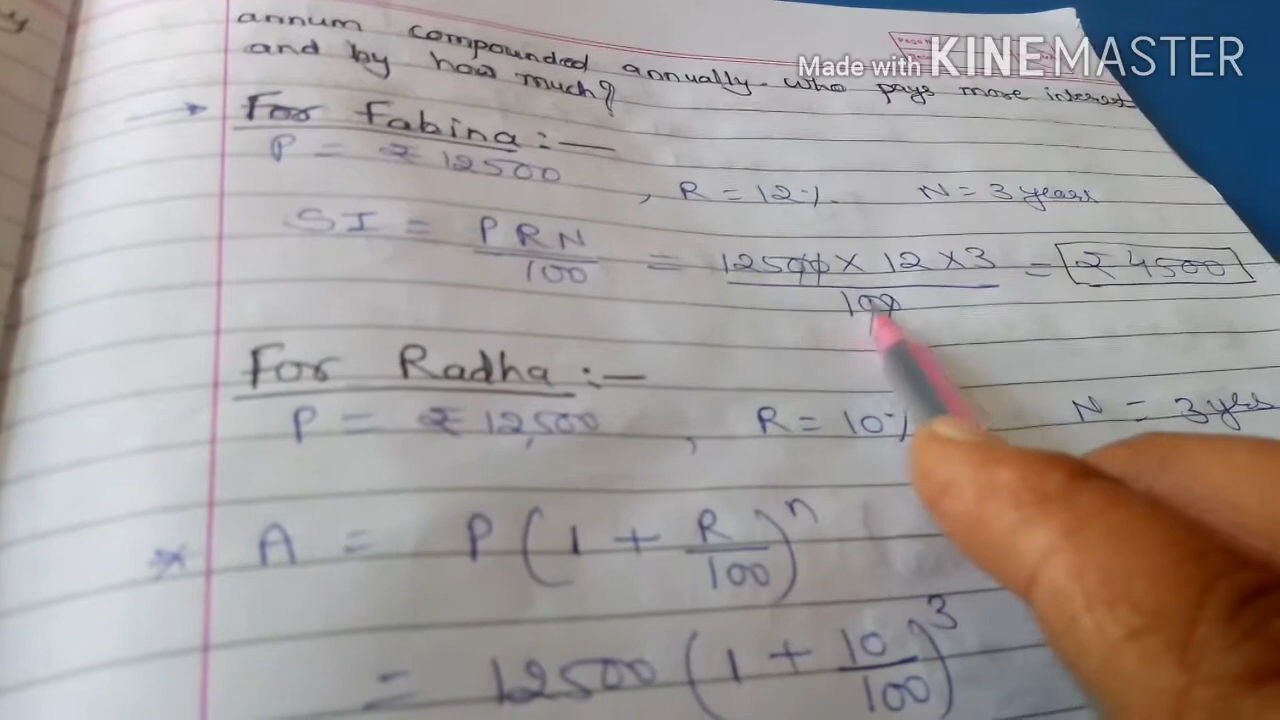 Made with KINEMASTER
annum compounded annually. Who pays more interest
and by how much?
→ For Fabina :—
P = ₹ 12500 , R = 12% N = 3 years
SI = PRN/100 = 12500 × 12 × 3/100 = ₹ 4500
For Radha :—
P = ₹ 12,500 , R = 10% N = 3 yrs
* A = P(1 + R/100)ⁿ
= 12500 (1 + 10/100)³